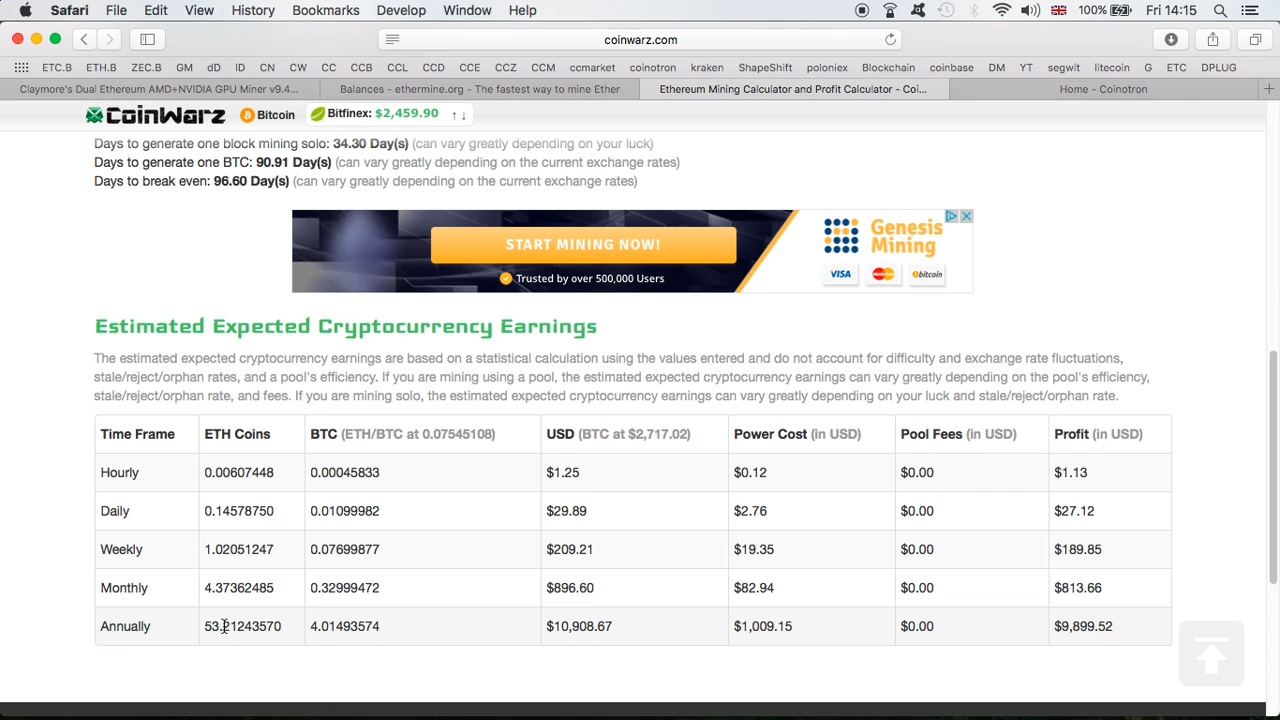 Safari File Edit View History Bookmarks Develop Window Help 100% Fri 14:15
coinwarz.com
ETC.B ETH.B ZEC.B GM dD ID CN CW CC CCB CCL CCD CCE CCZ CCM ccmarket coinotron kraken ShapeShift poloniex Blockchain coinbase DM YT segwit litecoin G ETC DPLUG
Claymore's Dual Ethereum AMD+NVIDIA GPU Miner v9.4... Balances - ethermine.org - The fastest way to mine Ether Ethereum Mining Calculator and Profit Calculator - Coi... Home - Coinotron
CoinWarz Bitcoin Bitfinex: $2,459.90 ↑ ↓
Days to generate one block mining solo: 34.30 Day(s) (can vary greatly depending on your luck)
Days to generate one BTC: 90.91 Day(s) (can vary greatly depending on the current exchange rates)
Days to break even: 96.60 Day(s) (can vary greatly depending on the current exchange rates)
START MINING NOW!
Trusted by over 500,000 Users
Genesis
Mining
VISA MasterCard bitcoin
Estimated Expected Cryptocurrency Earnings
The estimated expected cryptocurrency earnings are based on a statistical calculation using the values entered and do not account for difficulty and exchange rate fluctuations,
stale/reject/orphan rates, and a pool's efficiency. If you are mining using a pool, the estimated expected cryptocurrency earnings can vary greatly depending on the pool's efficiency,
stale/reject/orphan rate, and fees. If you are mining solo, the estimated expected cryptocurrency earnings can vary greatly depending on your luck and stale/reject/orphan rate.
Time Frame ETH Coins BTC (ETH/BTC at 0.07545108) USD (BTC at $2,717.02) Power Cost (in USD) Pool Fees (in USD) Profit (in USD)
Hourly 0.00607448 0.00045833 $1.25 $0.12 $0.00 $1.13
Daily 0.14578750 0.01099982 $29.89 $2.76 $0.00 $27.12
Weekly 1.02051247 0.07699877 $209.21 $19.35 $0.00 $189.85
Monthly 4.37362485 0.32999472 $896.60 $82.94 $0.00 $813.66
Annually 4.01493574 $10,908.67 $1,009.15 $0.00 $9,899.52